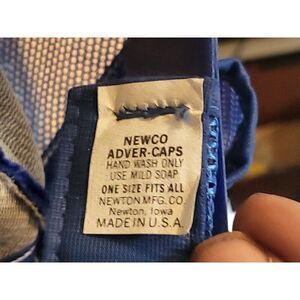 NEWCO
ADVER-CAPS
HAND WASH ONLY
USE MILD SOAP
ONE SIZE FITS ALL
NEWTON MFG. CO.
Newton, Iowa
MADE IN U.S.A.